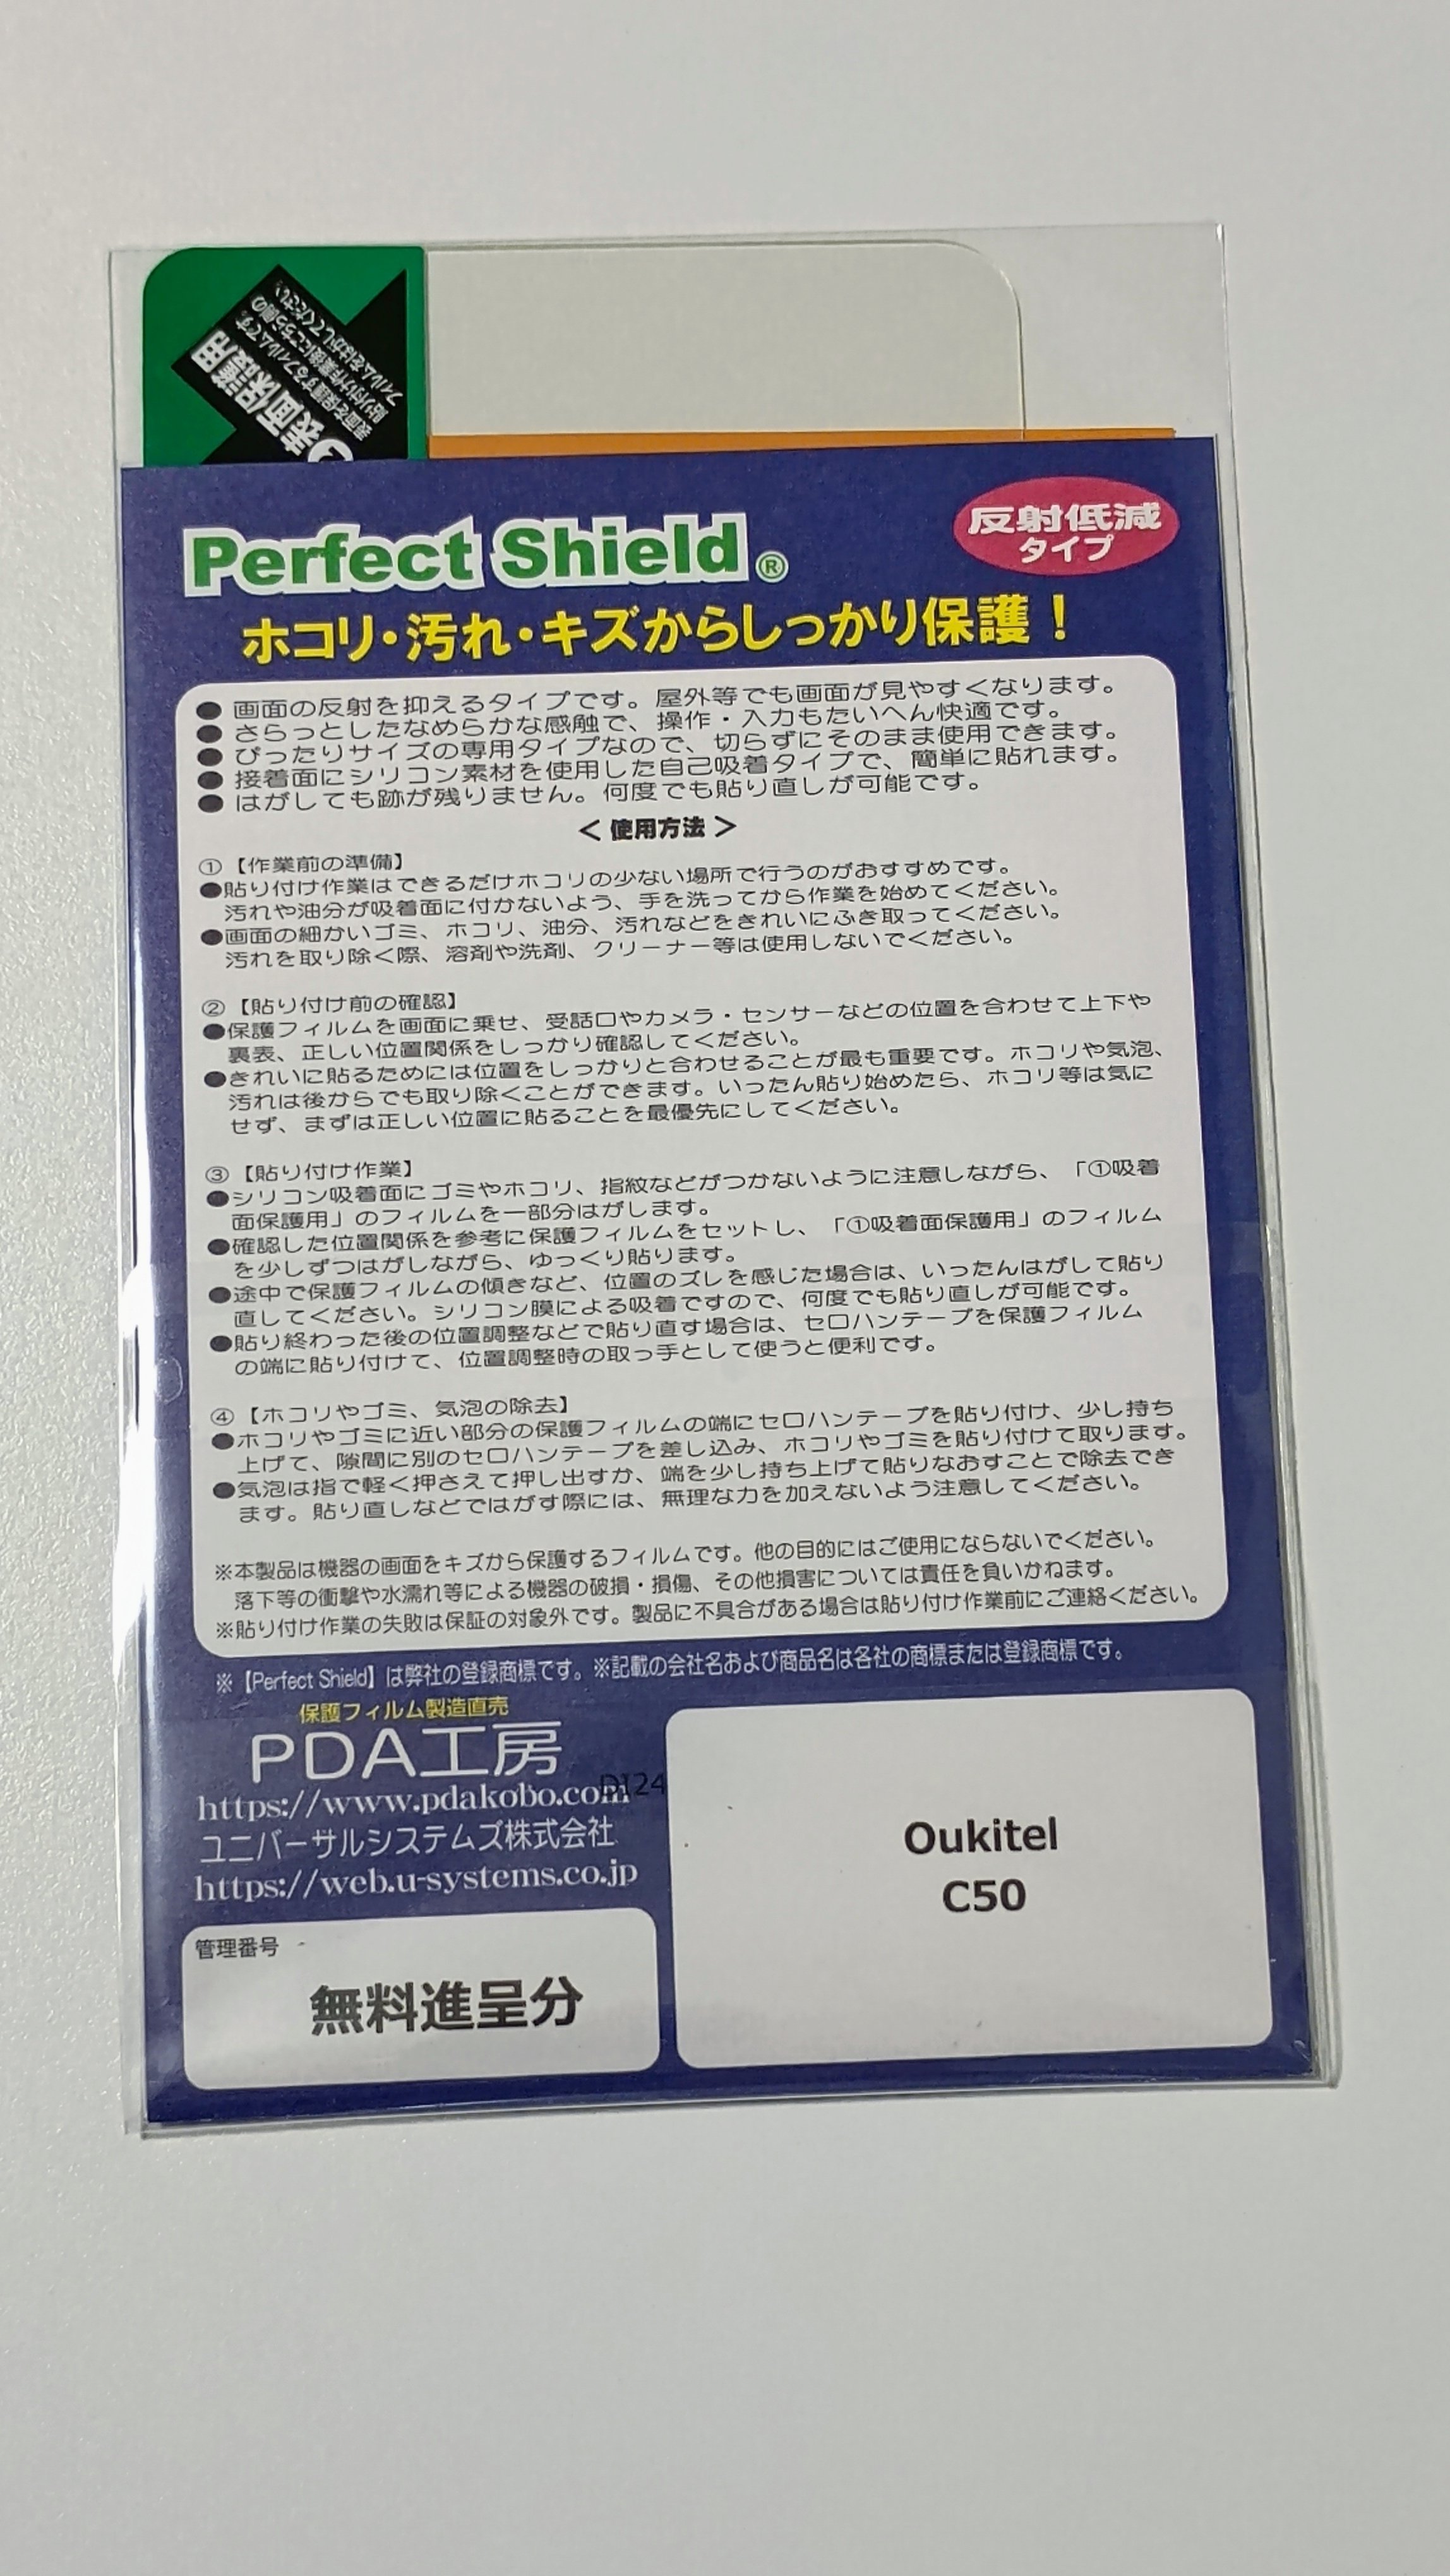 表面保護用
表面を保護するフィルムです。
貼り付け作業後にこちら側の
フィルムをはがしてください。
Perfect Shield®
反射低減
タイプ
ホコリ・汚れ・キズからしっかり保護！
● 画面の反射を抑えるタイプです。屋外等でも画面が見やすくなります。
● さらっとしたなめらかな感触で、操作・入力もたいへん快適です。
● ぴったりサイズの専用タイプなので、切らずにそのまま使用できます。
● 接着面にシリコン素材を使用した自己吸着タイプで、簡単に貼れます。
● はがしても跡が残りません。何度でも貼り直しが可能です。
＜ 使用方法 ＞
①【作業前の準備】
●貼り付け作業はできるだけホコリの少ない場所で行うのがおすすめです。
汚れや油分が吸着面に付かないよう、手を洗ってから作業を始めてください。
●画面の細かいゴミ、ホコリ、油分、汚れなどをきれいにふき取ってください。
汚れを取り除く際、溶剤や洗剤、クリーナー等は使用しないでください。
②【貼り付け前の確認】
●保護フィルムを画面に乗せ、受話口やカメラ・センサーなどの位置を合わせて上下や
裏表、正しい位置関係をしっかり確認してください。
●きれいに貼るためには位置をしっかりと合わせることが最も重要です。ホコリや気泡、
汚れは後からでも取り除くことができます。いったん貼り始めたら、ホコリ等は気に
せず、まずは正しい位置に貼ることを最優先にしてください。
③【貼り付け作業】
●シリコン吸着面にゴミやホコリ、指紋などがつかないように注意しながら、「①吸着
面保護用」のフィルムを一部分はがします。
●確認した位置関係を参考に保護フィルムをセットし、「①吸着面保護用」のフィルム
を少しずつはがしながら、ゆっくり貼ります。
●途中で保護フィルムの傾きなど、位置のズレを感じた場合は、いったんはがして貼り
直してください。シリコン膜による吸着ですので、何度でも貼り直しが可能です。
●貼り終わった後の位置調整などで貼り直す場合は、セロハンテープを保護フィルム
の端に貼り付けて、位置調整時の取っ手として使うと便利です。
④【ホコリやゴミ、気泡の除去】
●ホコリやゴミに近い部分の保護フィルムの端にセロハンテープを貼り付け、少し持ち
上げて、隙間に別のセロハンテープを差し込み、ホコリやゴミを貼り付けて取ります。
●気泡は指で軽く押さえて押し出すか、端を少し持ち上げて貼りなおすことで除去でき
ます。貼り直しなどではがす際には、無理な力を加えないよう注意してください。
※本製品は機器の画面をキズから保護するフィルムです。他の目的にはご使用にならないでください。
落下等の衝撃や水濡れ等による機器の破損・損傷、その他損害については責任を負いかねます。
※貼り付け作業の失敗は保証の対象外です。製品に不具合がある場合は貼り付け作業前にご連絡ください。
※【Perfect Shield】は弊社の登録商標です。※記載の会社名および商品名は各社の商標または登録商標です。
保護フィルム製造直売
PDA工房
https://www.pdakobo.com
DI24
ユニバーサルシステムズ株式会社
https://web.u-systems.co.jp
管理番号
無料進呈分
Oukitel
C50